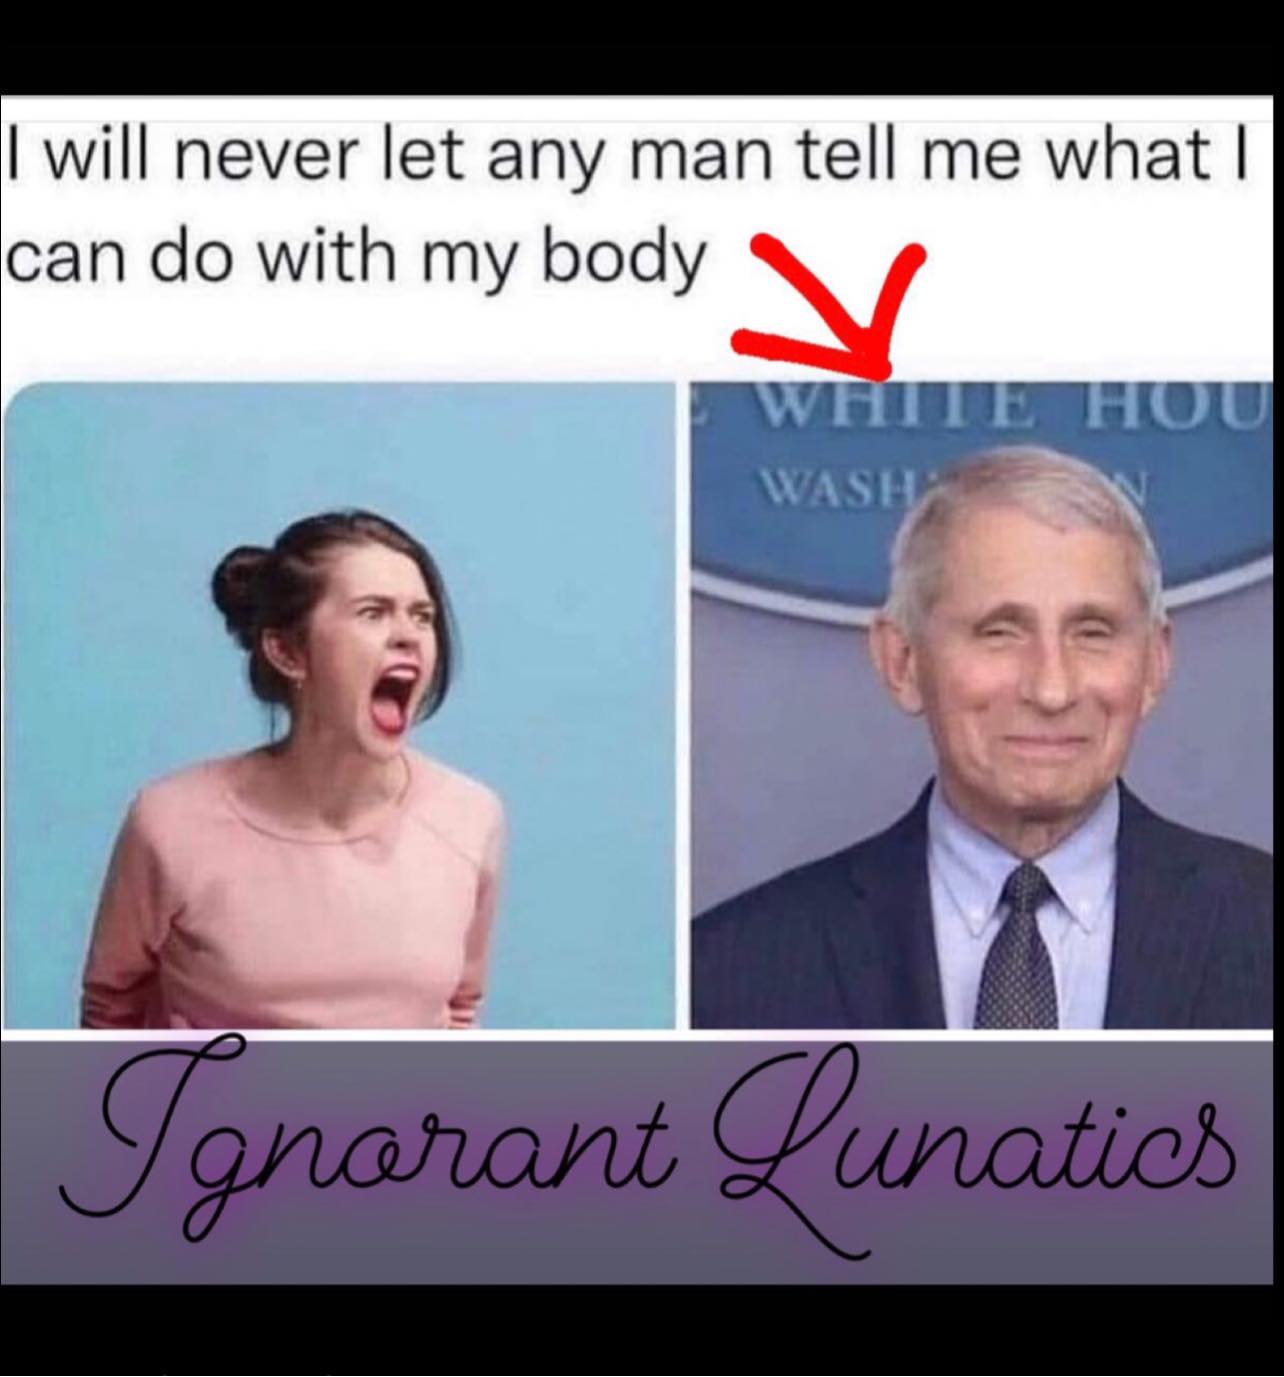 I will never let any man tell me what I
can do with my body
WHITE HOU
WASH N
Ignorant Lunatics